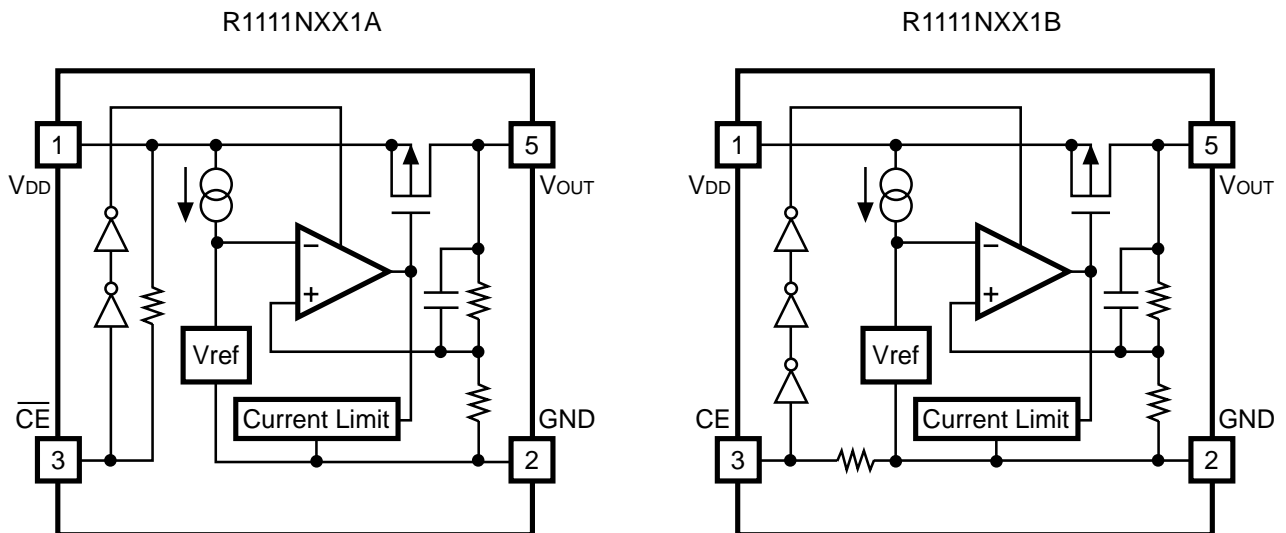 R1111NXX1A
1
VDD
5
VOUT
−
+
Vref
Current Limit
CE
3
GND
2
R1111NXX1B
1
VDD
5
VOUT
−
+
Vref
Current Limit
CE
3
GND
2